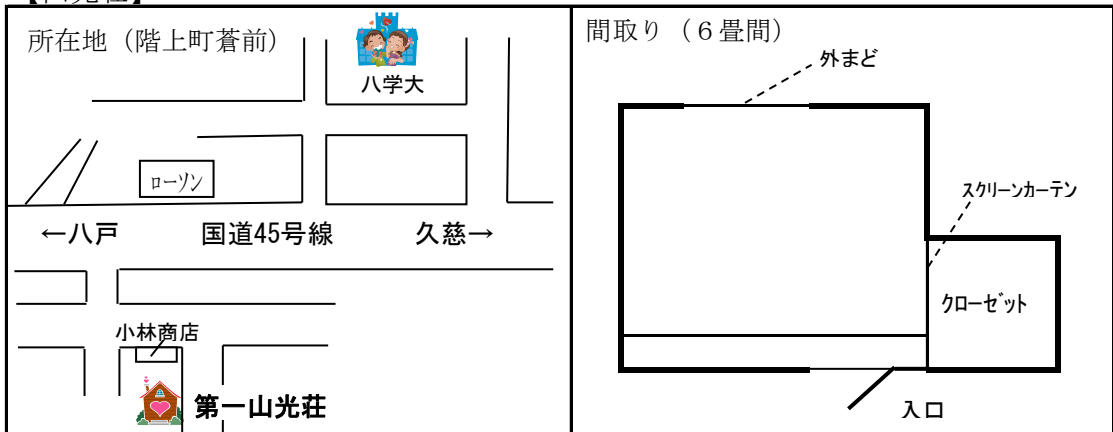 所在地（階上町蒼前）
八学大
ローソン
←八戸
国道45号線
久慈→
小林商店
第一山光荘
間取り（６畳間）
外まど
スクリーンカーテン
クローゼット
入口